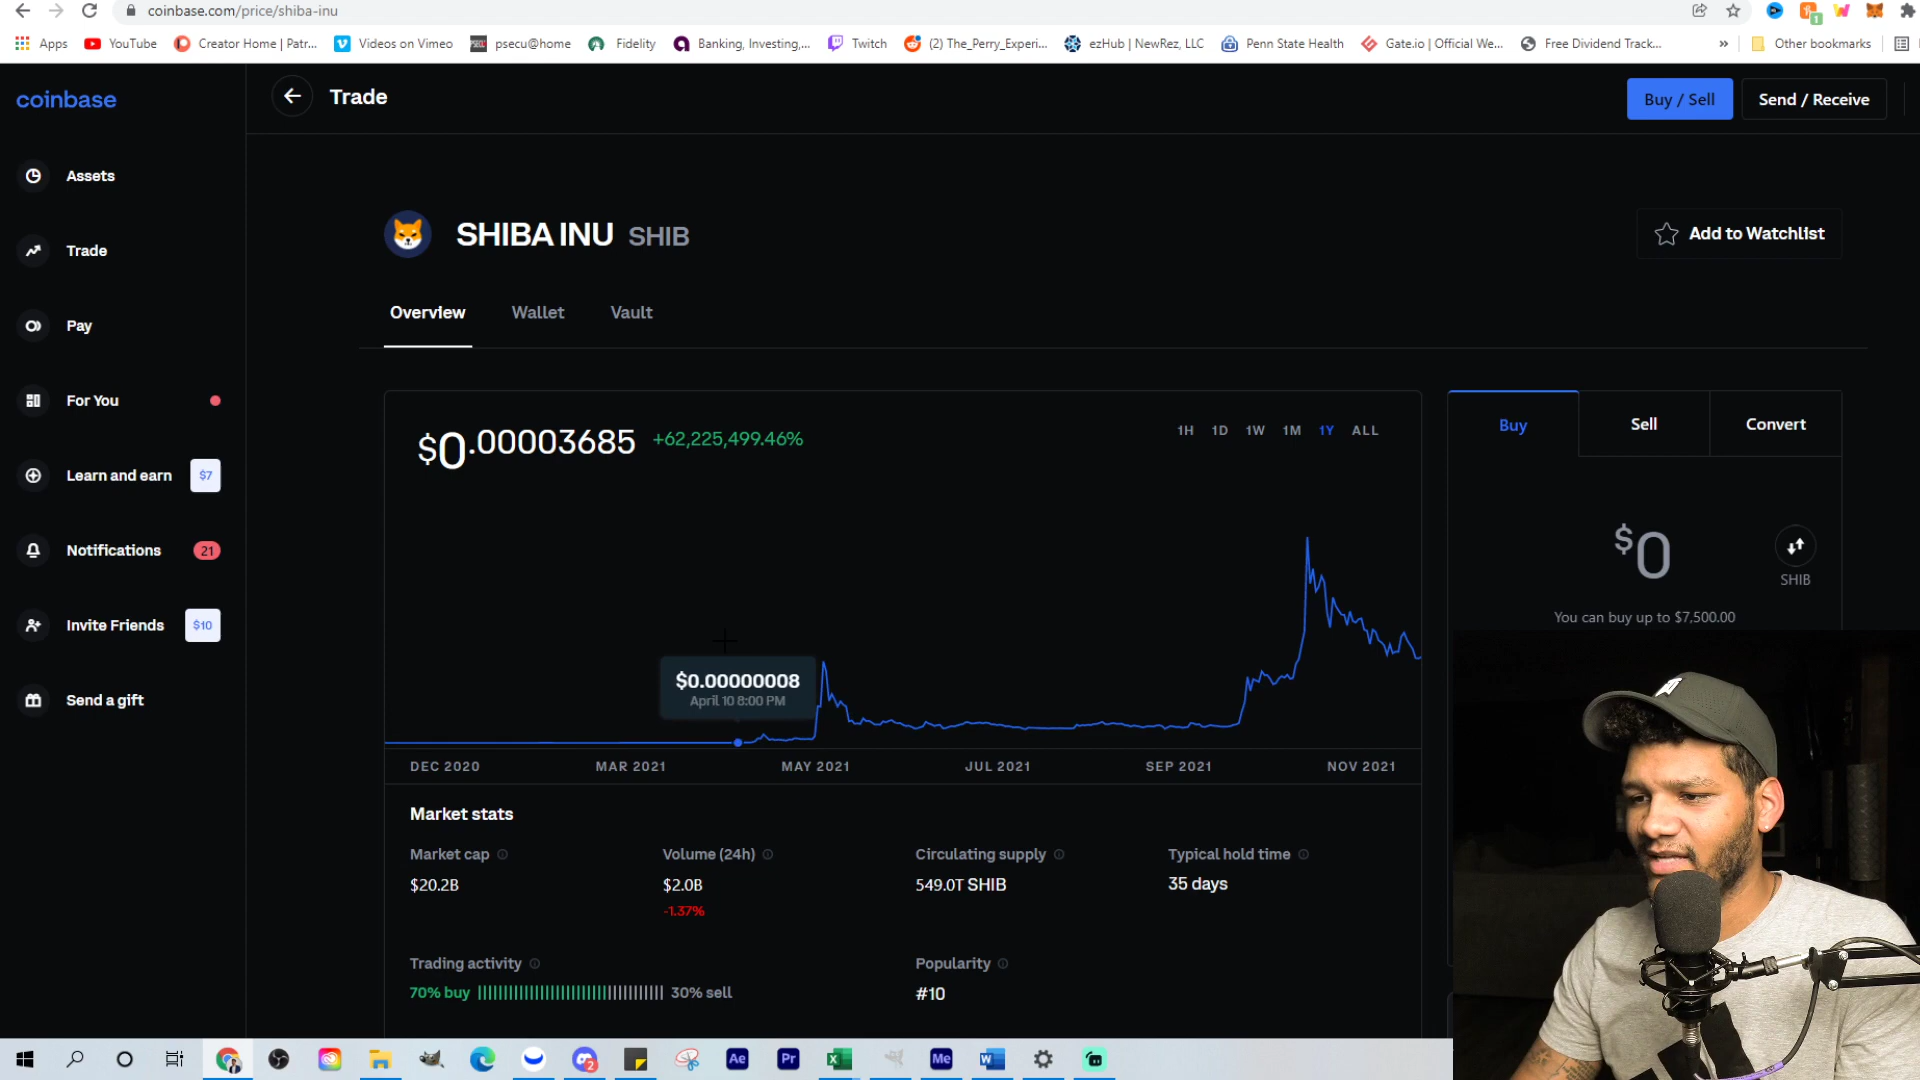 coinbase.com/price/shiba-inu
Apps YouTube Creator Home | Patr... Videos on Vimeo psecu@home Fidelity Banking, Investing,... Twitch (2) The_Perry_Experi... ezHub | NewRez, LLC Penn State Health Gate.io | Official We... Free Dividend Track... » Other bookmarks
coinbase
Trade
Buy / Sell
Send / Receive
Assets
Trade
Pay
For You
Learn and earn $7
Notifications 21
Invite Friends $10
Send a gift
SHIBA INU SHIB
Add to Watchlist
Overview Wallet Vault
$0.00003685 +62,225,499.46%
1H 1D 1W 1M 1Y ALL
$0.00000008
April 10 8:00 PM
DEC 2020 MAR 2021 MAY 2021 JUL 2021 SEP 2021 NOV 2021
Market stats
Market cap Volume (24h) Circulating supply Typical hold time
$20.2B $2.0B 549.0T SHIB 35 days
-1.37%
Trading activity Popularity
70% buy 30% sell #10
Buy Sell Convert
$0
SHIB
You can buy up to $7,500.00
2 Ae Pr Me